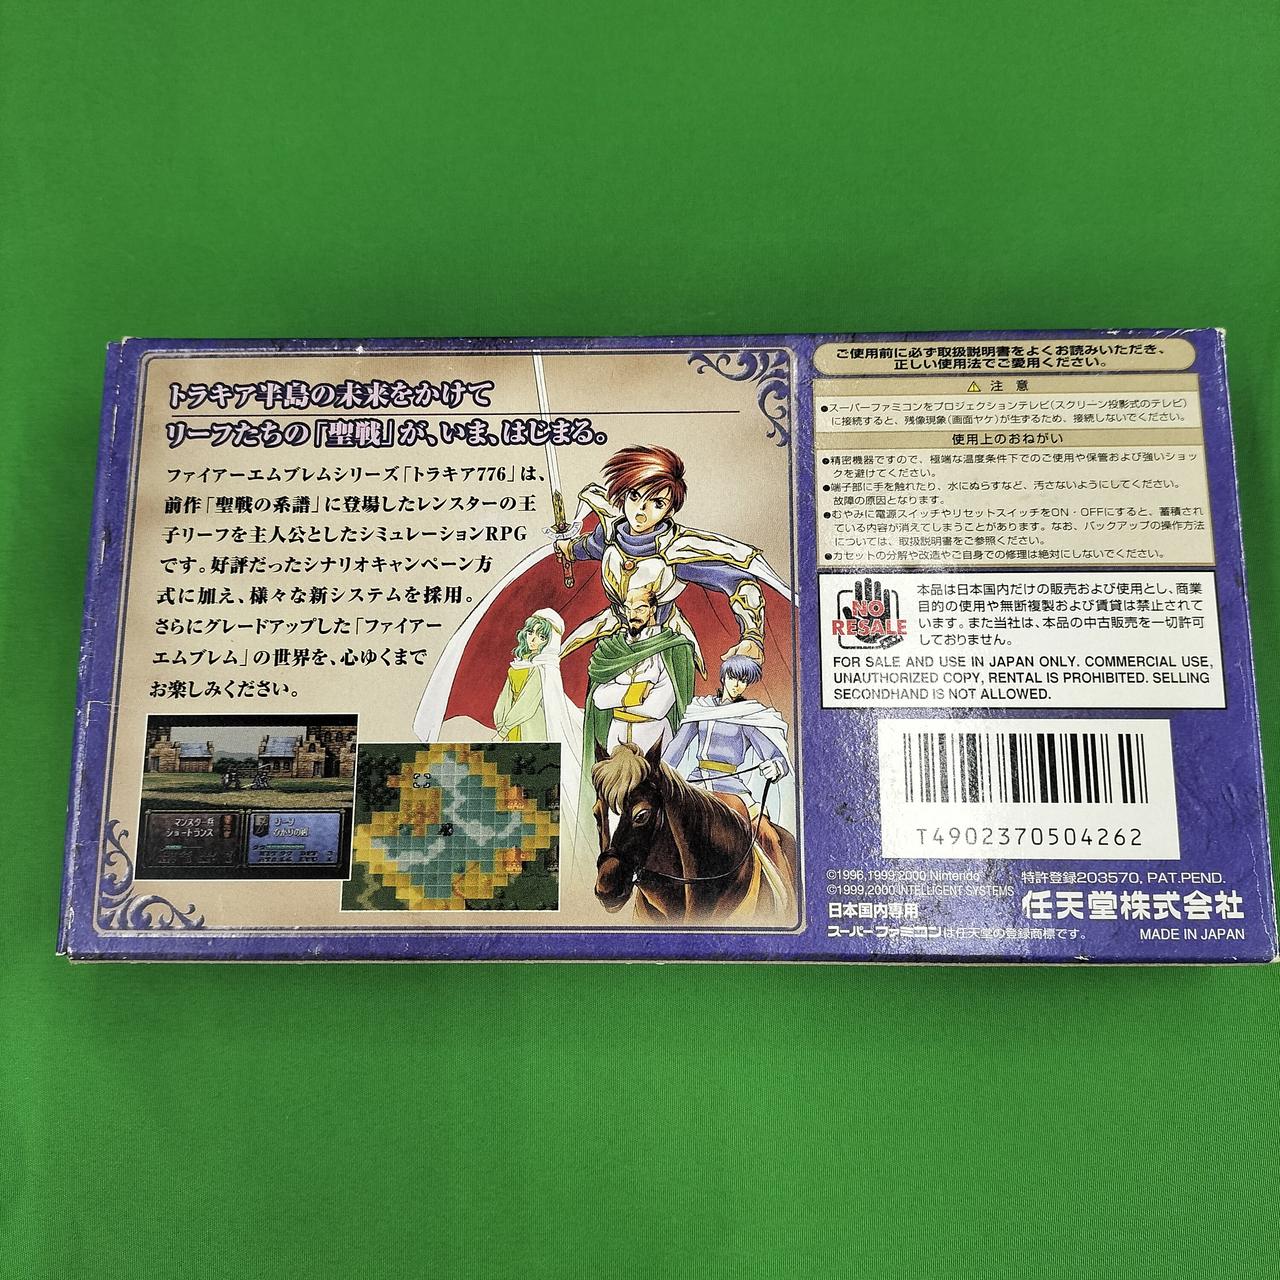 トラキア半島の未来をかけて
リーフたちの「聖戦」が、いま、はじまる。
ファイアーエムブレムシリーズ「トラキア776」は、
前作「聖戦の系譜」に登場したレンスターの王
子リーフを主人公としたシミュレーションRPG
です。好評だったシナリオキャンペーン方
式に加え、様々な新システムを採用。
さらにグレードアップした「ファイアー
エムブレム」の世界を、心ゆくまで
お楽しみください。
マンスター兵
ショートランス
リーフ
ひかりの剣
ご使用前に必ず取扱説明書をよくお読みいただき、
正しい使用法でご愛用ください。
⚠ 注 意
●スーパーファミコンをプロジェクションテレビ(スクリーン投影式のテレビ)
に接続すると、残像現象(画面ヤケ)が生ずるため、接続しないでください。
使用上のおねがい
●精密機器ですので、極端な温度条件下でのご使用や保管および強いショッ
クを避けてください。
●端子部に手を触れたり、水にぬらすなど、汚さないようにしてください。
故障の原因となります。
●むやみに電源スイッチやリセットスイッチをON・OFFにすると、蓄積され
ている内容が消えてしまうことがあります。なお、バックアップの操作方法
については、取扱説明書をご参照ください。
●カセットの分解や改造やご自身での修理は絶対にしないでください。
NO
RESALE
本品は日本国内だけの販売および使用とし、商業
目的の使用や無断複製および賃貸は禁止されて
います。また当社は、本品の中古販売を一切許可
しておりません。
FOR SALE AND USE IN JAPAN ONLY. COMMERCIAL USE,
UNAUTHORIZED COPY, RENTAL IS PROHIBITED. SELLING
SECONDHAND IS NOT ALLOWED.
T4902370504262
©1996,1999,2000 Nintendo
©1999,2000 INTELLIGENT SYSTEMS
特許登録203570, PAT.PEND.
日本国内専用
任天堂株式会社
スーパーファミコンは任天堂の登録商標です。
MADE IN JAPAN